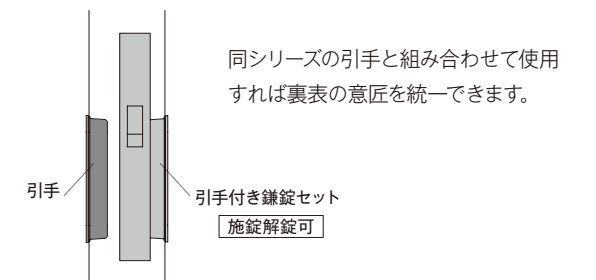 同シリーズの引手と組み合わせて使用
すれば裏表の意匠を統一できます。
引手
引手付き鎌錠セット
施錠解錠可